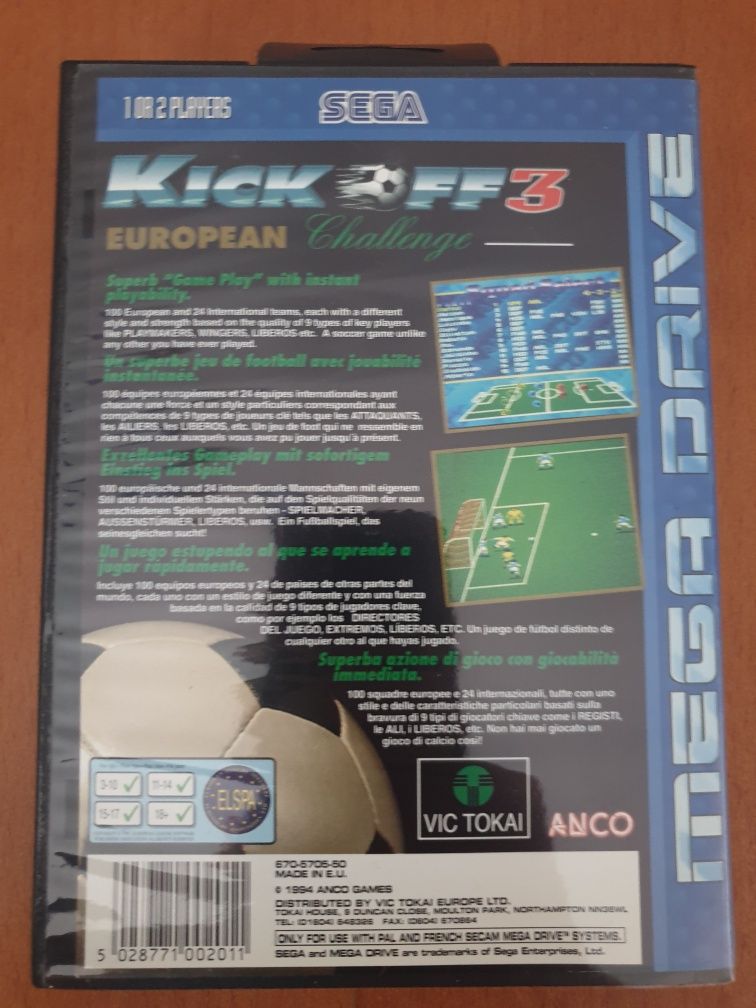 1 OR 2 PLAYERS
SEGA
KICK OFF 3
EUROPEAN Challenge
MEGA DRIVE
Superb "Game Play" with instant
playability.
100 European and 24 International teams, each with a different
style and strength based on the quality of 9 types of key players
like PLAYMAKERS, WINGERS, LIBEROS etc. A soccer game unlike
any other you have ever played.
Un superbe jeu de football avec jouabilité
instantanée.
100 équipes européennes et 24 équipes internationales ayant
chacune une force et un style particuliers correspondant aux
compétences de 9 types de joueurs clé tels que les ATTAQUANTS,
les AILIERS, les LIBEROS, etc. Un jeu de foot qui ne ressemble en
rien à tous ceux auxquels vous avez pu jouer jusqu'à présent.
Exzellentes Gameplay mit sofortigem
Einstieg ins Spiel.
100 europäische und 24 internationale Mannschaften mit eigenem
Stil und individuellen Stärken, die auf den Spielqualitäten der neun
verschiedenen Spielertypen beruhen - SPIELMACHER,
AUSSENSTÜRMER, LIBEROS, usw. Ein Fußballspiel, das
seinesgleichen sucht!
Un juego estupendo al que se aprende a
jugar rápidamente.
Incluye 100 equipos europeos y 24 de países de otras partes del
mundo, cada uno con un estilo de juego diferente y con una fuerza
basada en la calidad de 9 tipos de jugadores clave,
como por ejemplo los DIRECTORES
DEL JUEGO, EXTREMOS, LIBEROS, ETC. Un juego de fútbol distinto de
cualquier otro al que hayas jugado.
Superba azione di gioco con giocabilità
immediata.
100 squadre europee e 24 internazionali, tutte con uno
stile e delle caratteristiche particolari basati sulla
bravura di 9 tipi di giocatori chiave come i REGISTI,
le ALI, i LIBEROS, etc. Non hai mai giocato un
gioco di calcio così!
3-10 11-14
15-17 18+
ELSPA
VIC TOKAI
ANCO
670-5705-50
MADE IN E.U.
© 1994 ANCO GAMES
DISTRIBUTED BY VIC TOKAI EUROPE LTD.
TOKAI HOUSE, 5 DUNCAN CLOSE, MOULTON PARK, NORTHAMPTON NN36WL
ONLY FOR USE WITH PAL AND FRENCH SECAM MEGA DRIVE™ SYSTEMS.
SEGA and MEGA DRIVE are trademarks of Sega Enterprises, Ltd.
5 028771 002011